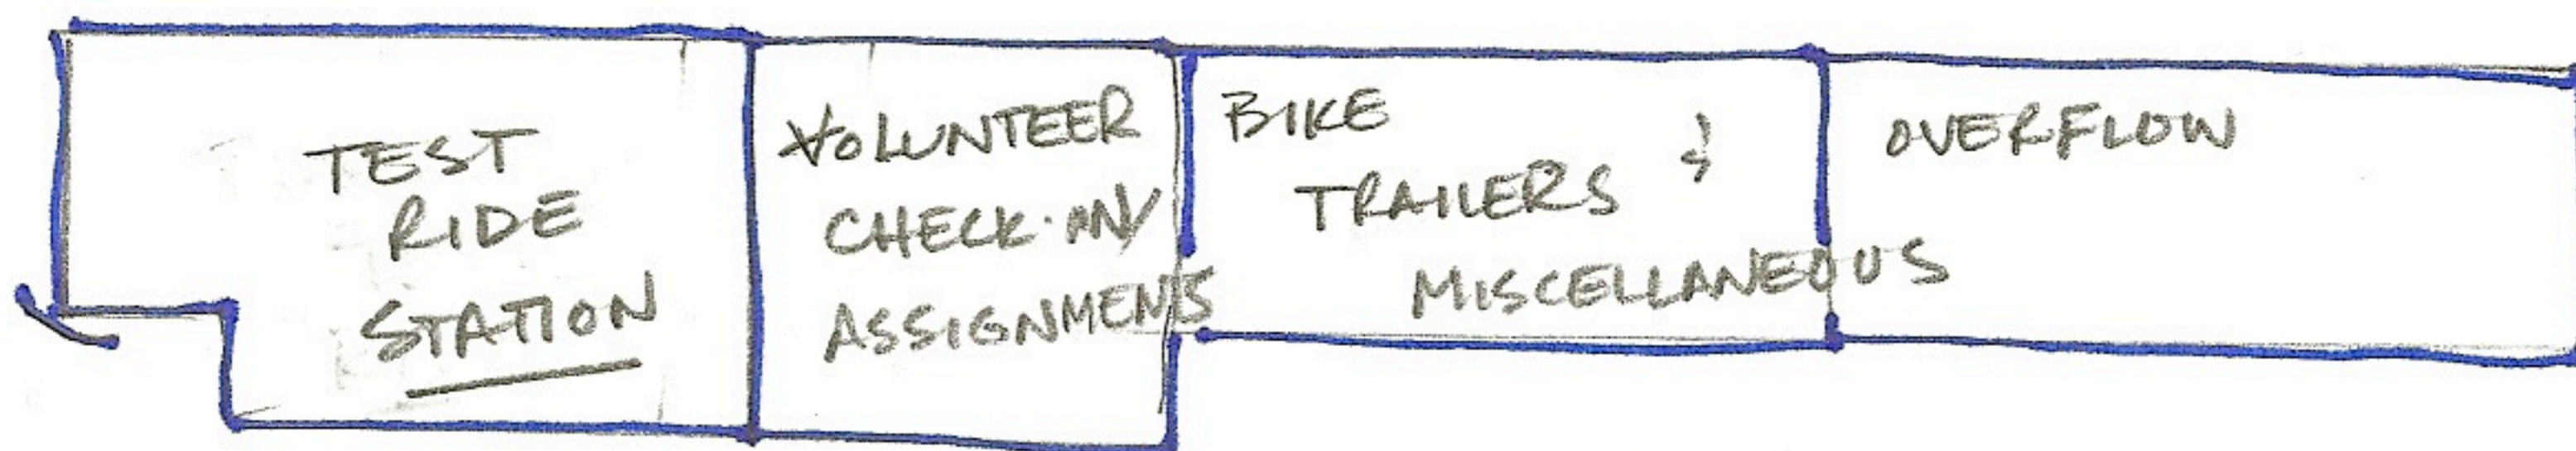 TEST
RIDE
STATION
VOLUNTEER
CHECK-IN/
ASSIGNMENTS
BIKE
TRAILERS &
MISCELLANEOUS
OVERFLOW